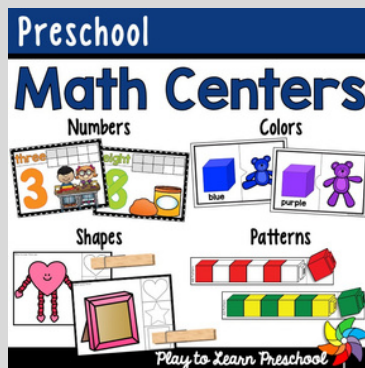 Preschool
Math Centers
Numbers
Colors
three
3
eight
8
blue
purple
Shapes
Patterns
Play to Learn Preschool